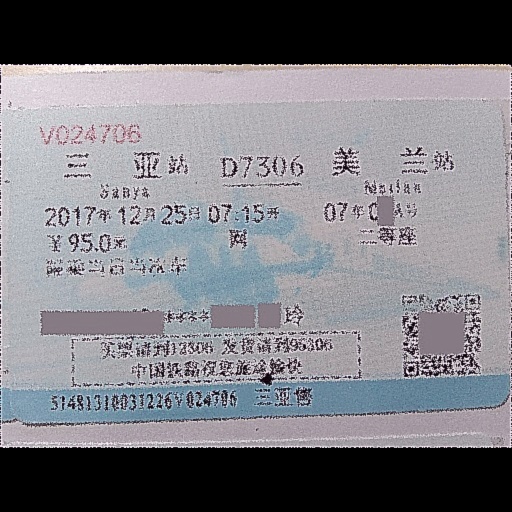 V024706
三亚站 D7306 美兰站
Sanya Meilan
2017年12月25日 07:15开 07车0 A号
￥95.0元 网 二等座
限乘当日当次车
**** 玲
买票请到12306 发货请到95306
中国铁路祝您旅途愉快
51481310031226V024706 三亚售